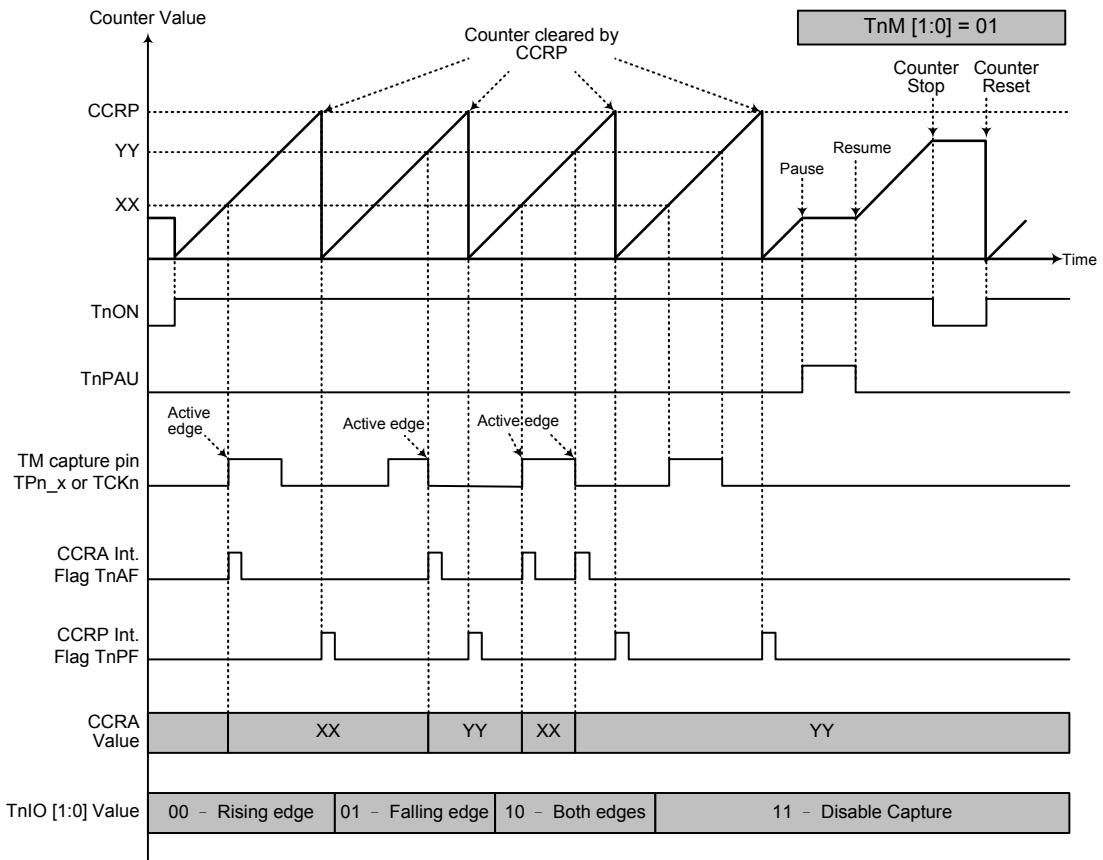 Counter Value
TnM [1:0] = 01
Counter cleared by
CCRP
Counter
Stop
Counter
Reset
CCRP
YY
XX
Pause
Resume
Time
TnON
TnPAU
Active
edge
Active edge
Active edge
TM capture pin
TPn_x or TCKn
CCRA Int.
Flag TnAF
CCRP Int.
Flag TnPF
CCRA
Value
XX
YY
XX
YY
TnIO [1:0] Value
00 – Rising edge
01 – Falling edge
10 – Both edges
11 – Disable Capture